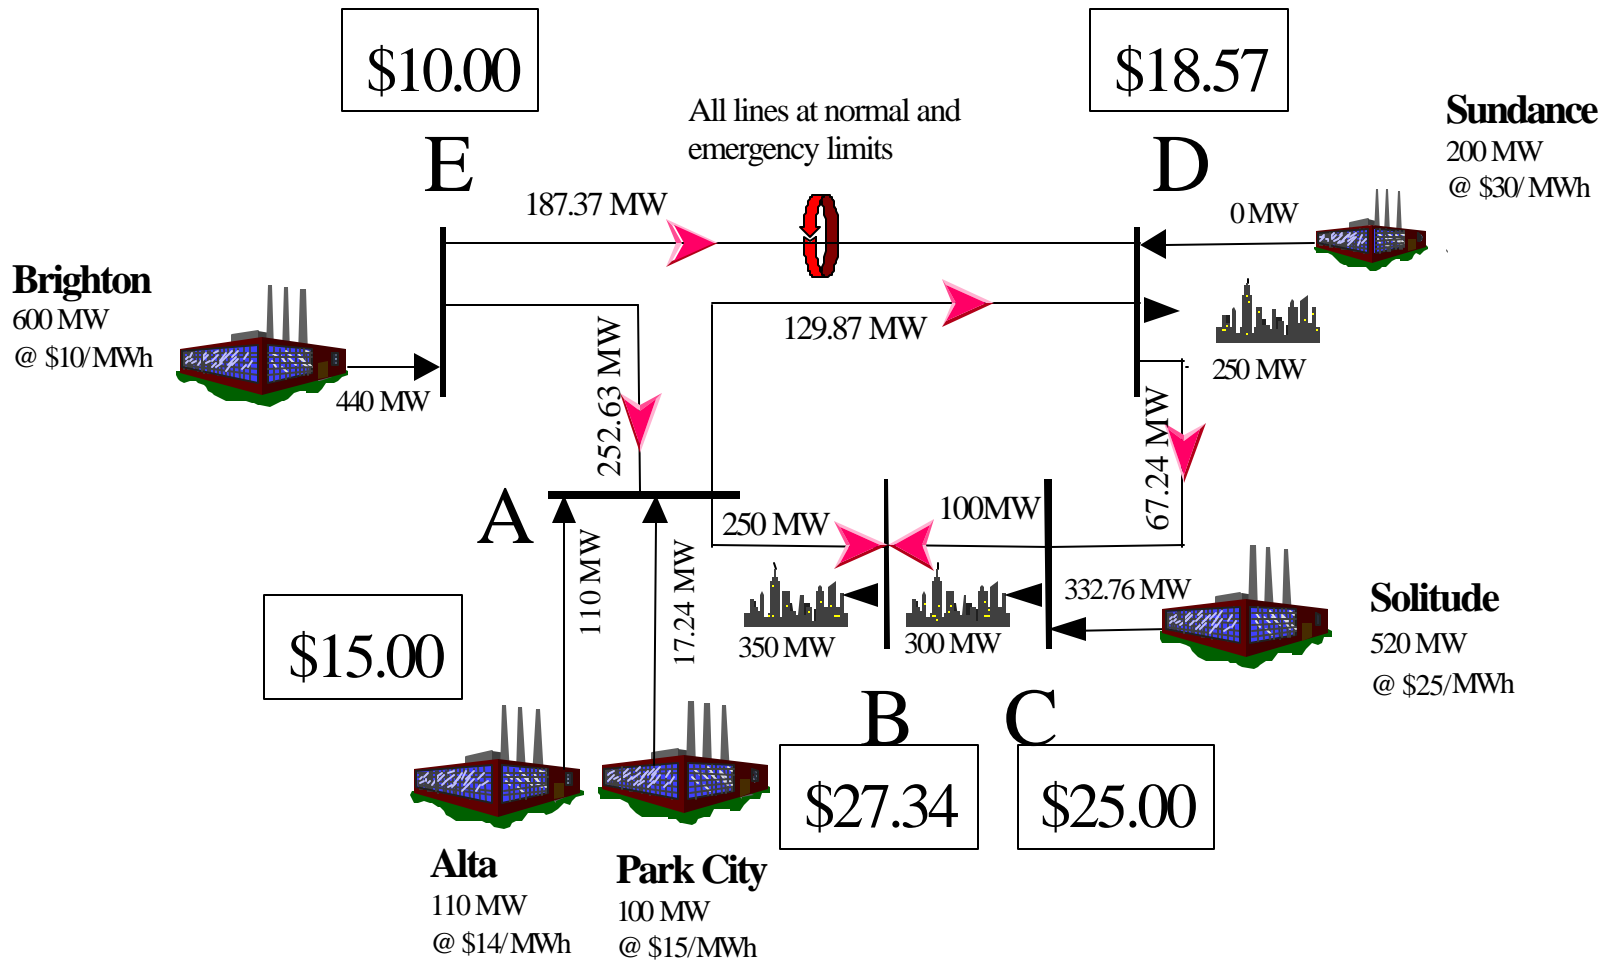 $10.00
$18.57
E
All lines at normal and
emergency limits
D
Sundance
200 MW
@ $30/MWh
187.37 MW
0 MW
Brighton
600 MW
@ $10/MWh
440 MW
252.63 MW
129.87 MW
250 MW
67.24 MW
A
250 MW
100MW
110 MW
17.24 MW
350 MW
300 MW
332.76 MW
Solitude
520 MW
@ $25/MWh
$15.00
B
C
$27.34
$25.00
Alta
110 MW
@ $14/MWh
Park City
100 MW
@ $15/MWh